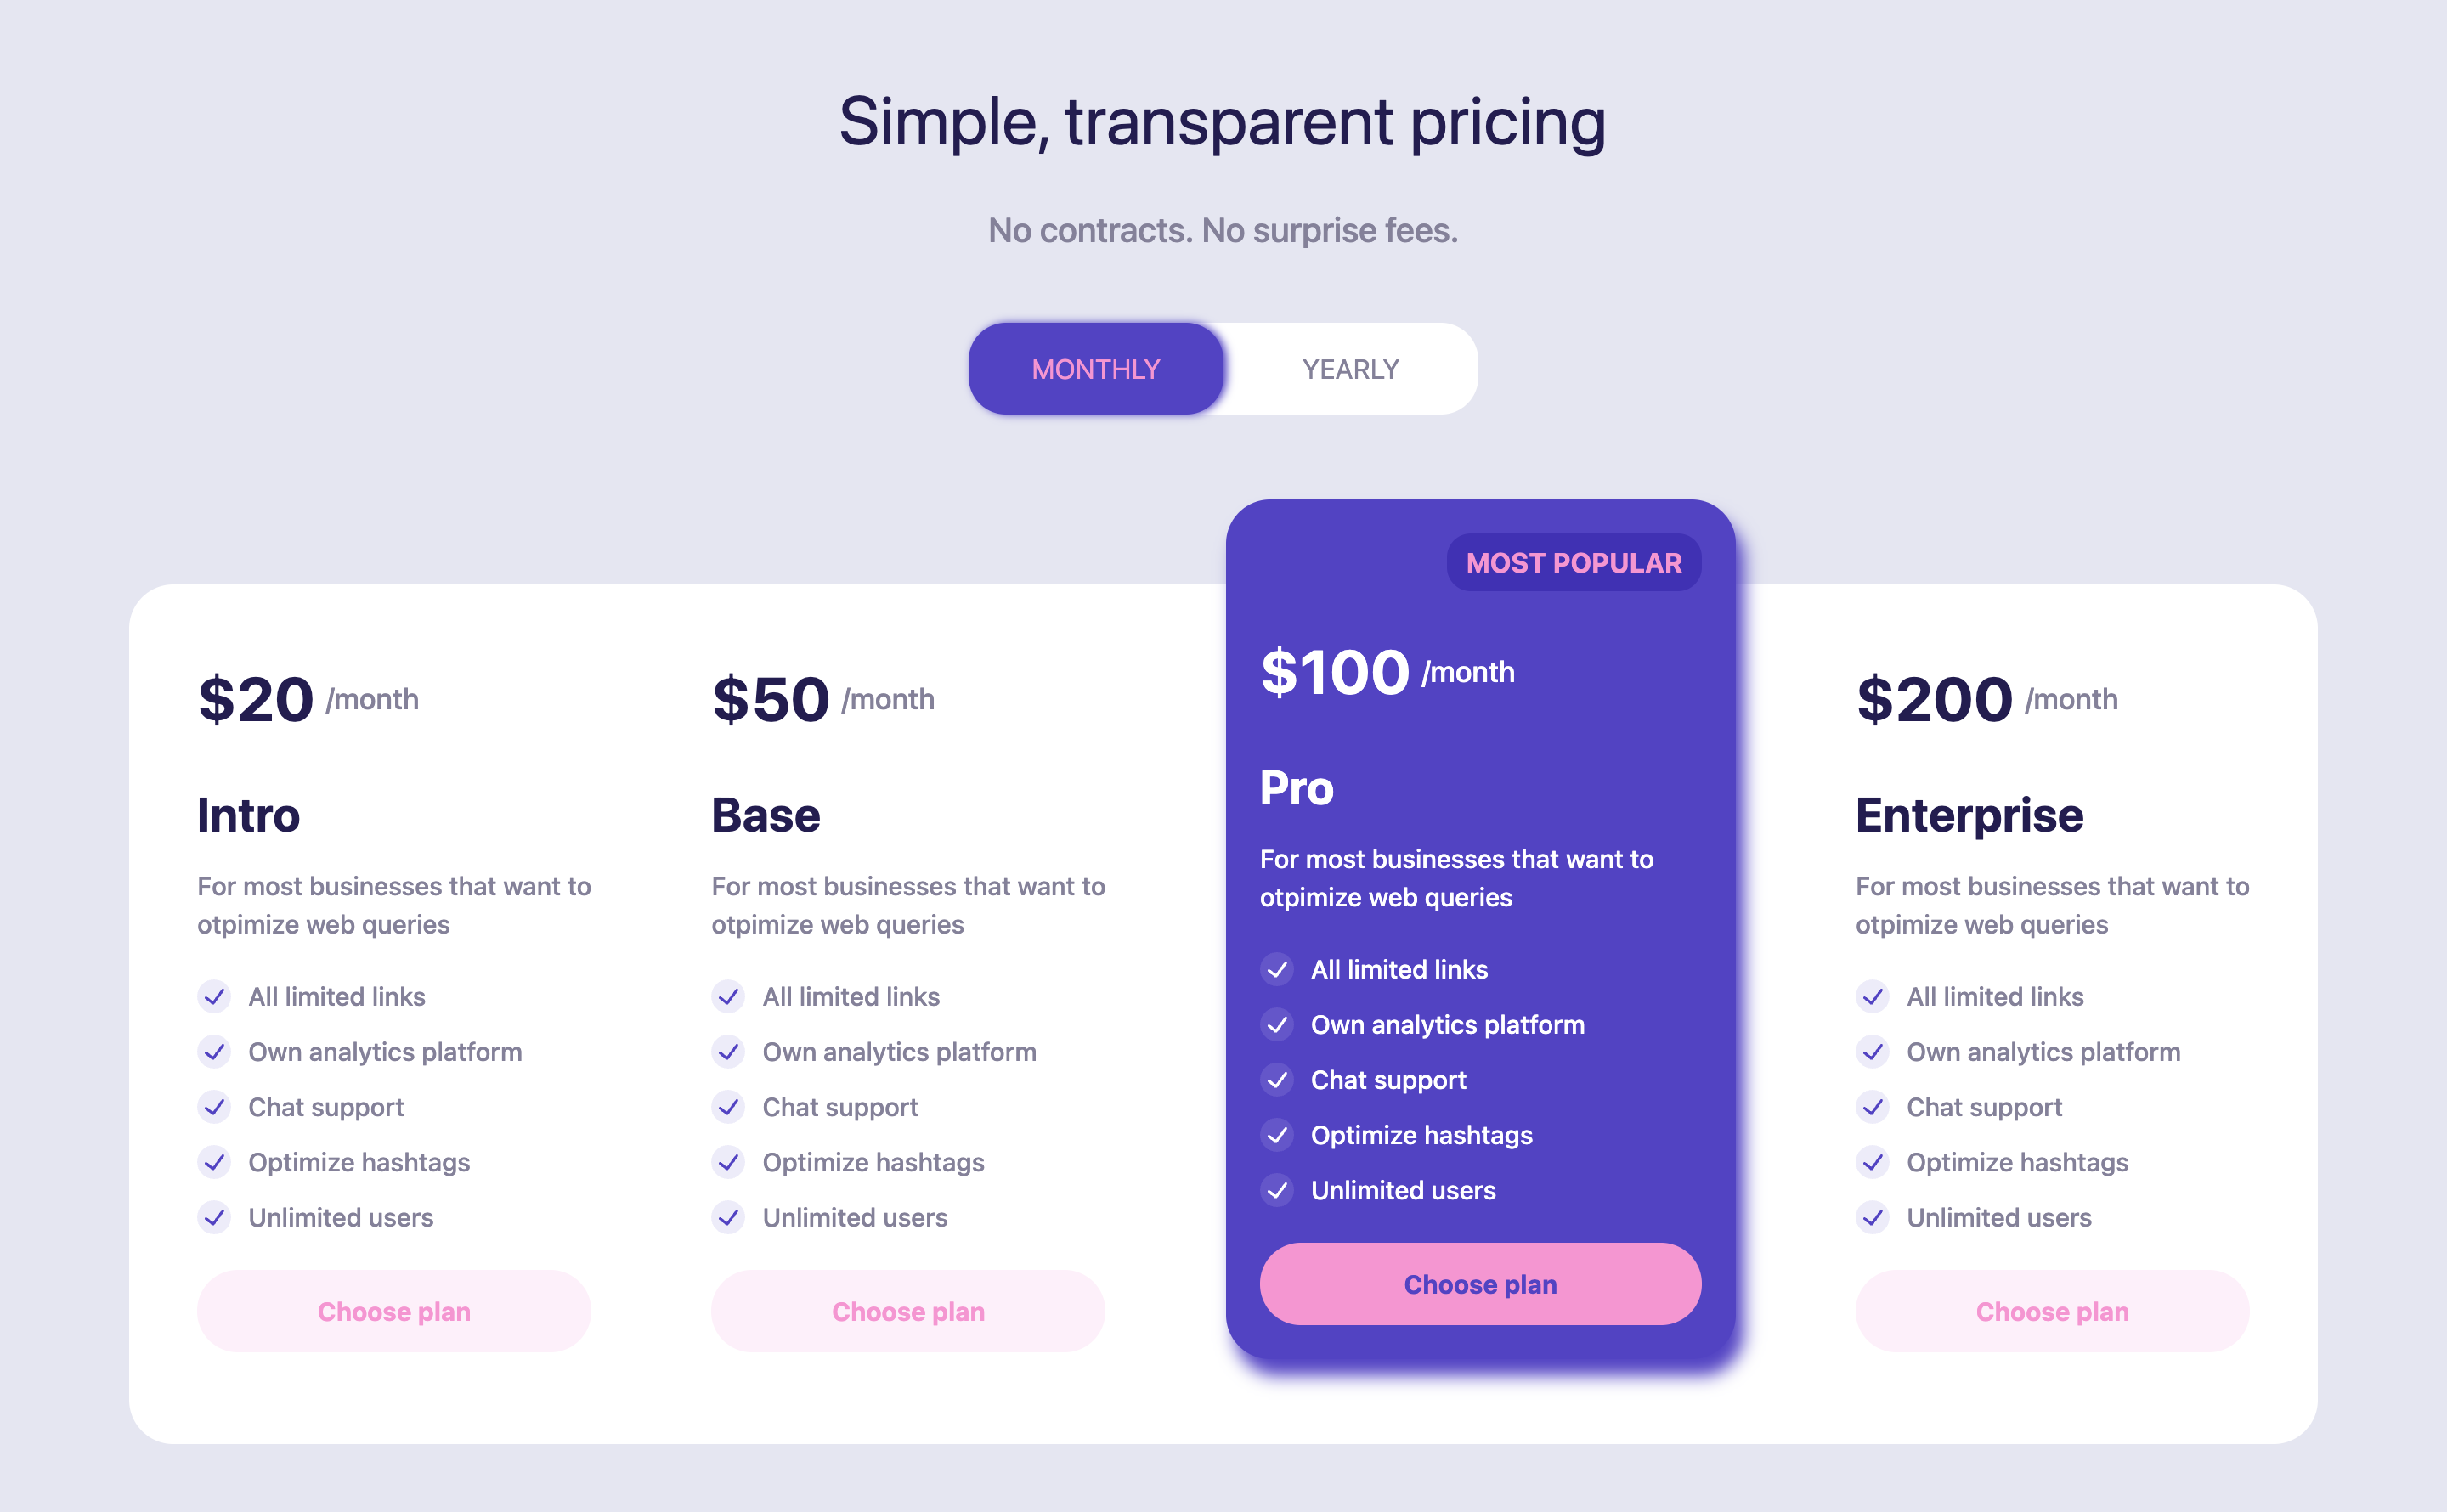 Simple, transparent pricing
No contracts. No surprise fees.
MONTHLY
YEARLY
$20 /month
Intro
For most businesses that want to
otpimize web queries
All limited links
Own analytics platform
Chat support
Optimize hashtags
Unlimited users
Choose plan
$50 /month
Base
For most businesses that want to
otpimize web queries
All limited links
Own analytics platform
Chat support
Optimize hashtags
Unlimited users
Choose plan
MOST POPULAR
$100 /month
Pro
For most businesses that want to
otpimize web queries
All limited links
Own analytics platform
Chat support
Optimize hashtags
Unlimited users
Choose plan
$200 /month
Enterprise
For most businesses that want to
otpimize web queries
All limited links
Own analytics platform
Chat support
Optimize hashtags
Unlimited users
Choose plan